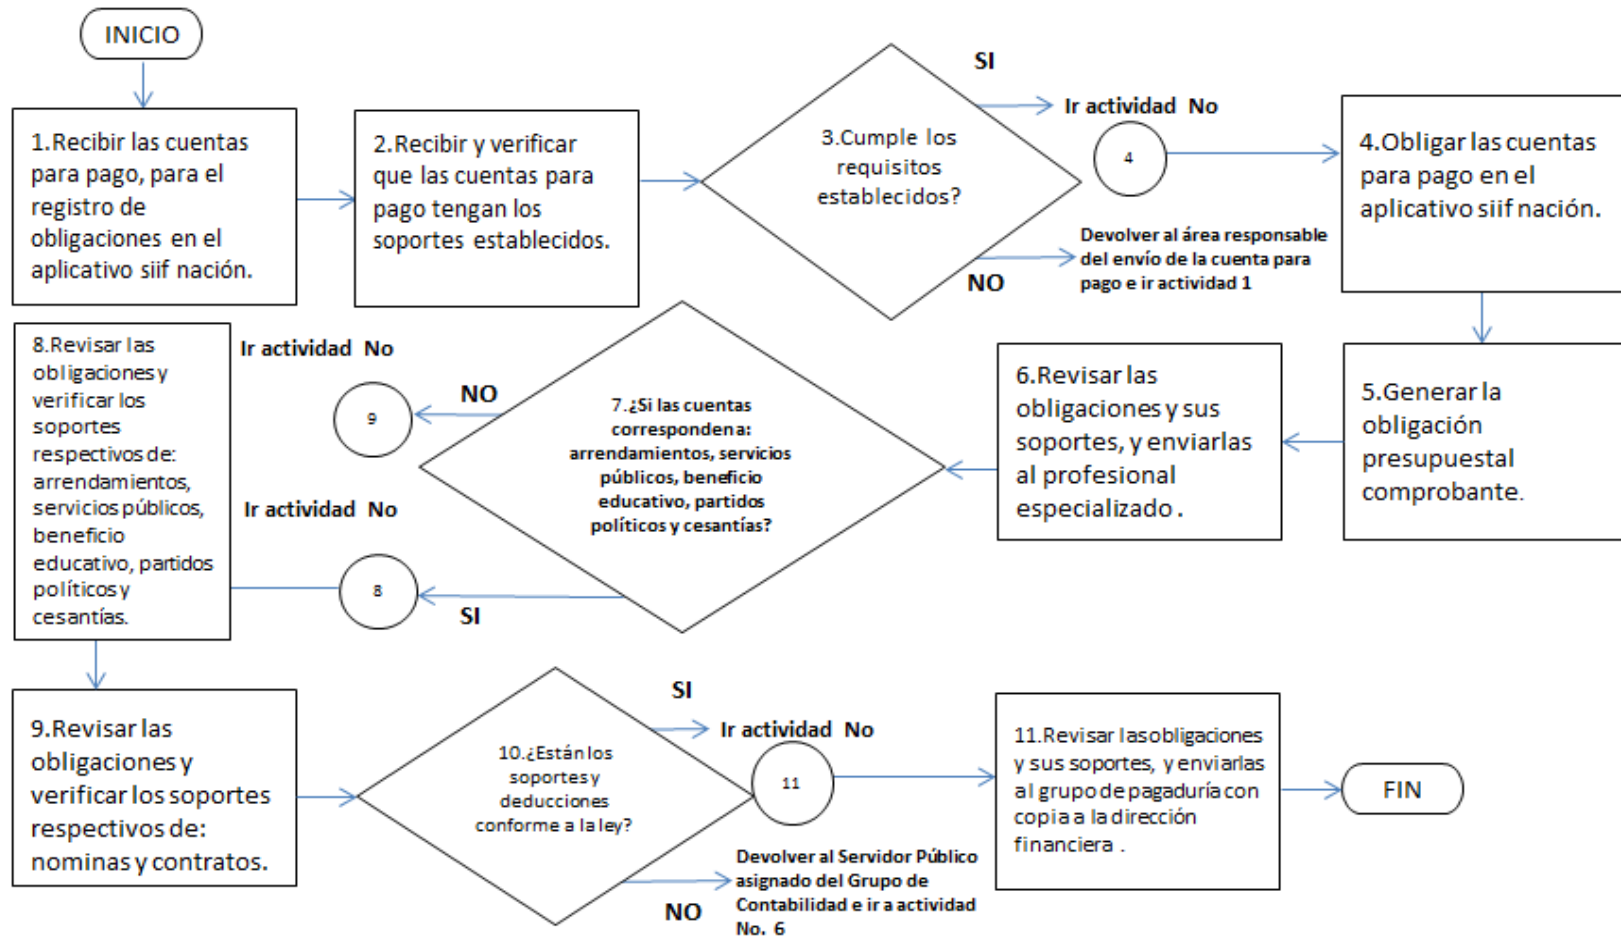 INICIO
1.Recibir las cuentas
para pago, para el
registro de
obligaciones en el
aplicativo siif nación.
2.Recibir y verificar
que las cuentas para
pago tengan los
soportes establecidos.
3.Cumple los
requisitos
establecidos?
SI
Ir actividad No
4
NO
Devolver al área responsable
del envío de la cuenta para
pago e ir actividad 1
4.Obligar las cuentas
para pago en el
aplicativo siif nación.
5.Generar la
obligación
presupuestal
comprobante.
6.Revisar las
obligaciones y sus
soportes, y enviarlas
al profesional
especializado .
7.¿Si las cuentas
corresponden a:
arrendamientos, servicios
públicos, beneficio
educativo, partidos
políticos y cesantías?
NO
Ir actividad No
9
SI
Ir actividad No
8
8.Revisar las
obligaciones y
verificar los
soportes
respectivos de:
arrendamientos,
servicios públicos,
beneficio
educativo, partidos
políticos y
cesantías.
9.Revisar las
obligaciones y
verificar los soportes
respectivos de:
nominas y contratos.
10.¿Están los
soportes y
deducciones
conforme a la ley?
SI
Ir actividad No
11
NO
Devolver al Servidor Público
asignado del Grupo de
Contabilidad e ir a actividad
No. 6
11.Revisar las obligaciones
y sus soportes, y enviarlas
al grupo de pagaduría con
copia a la dirección
financiera .
FIN